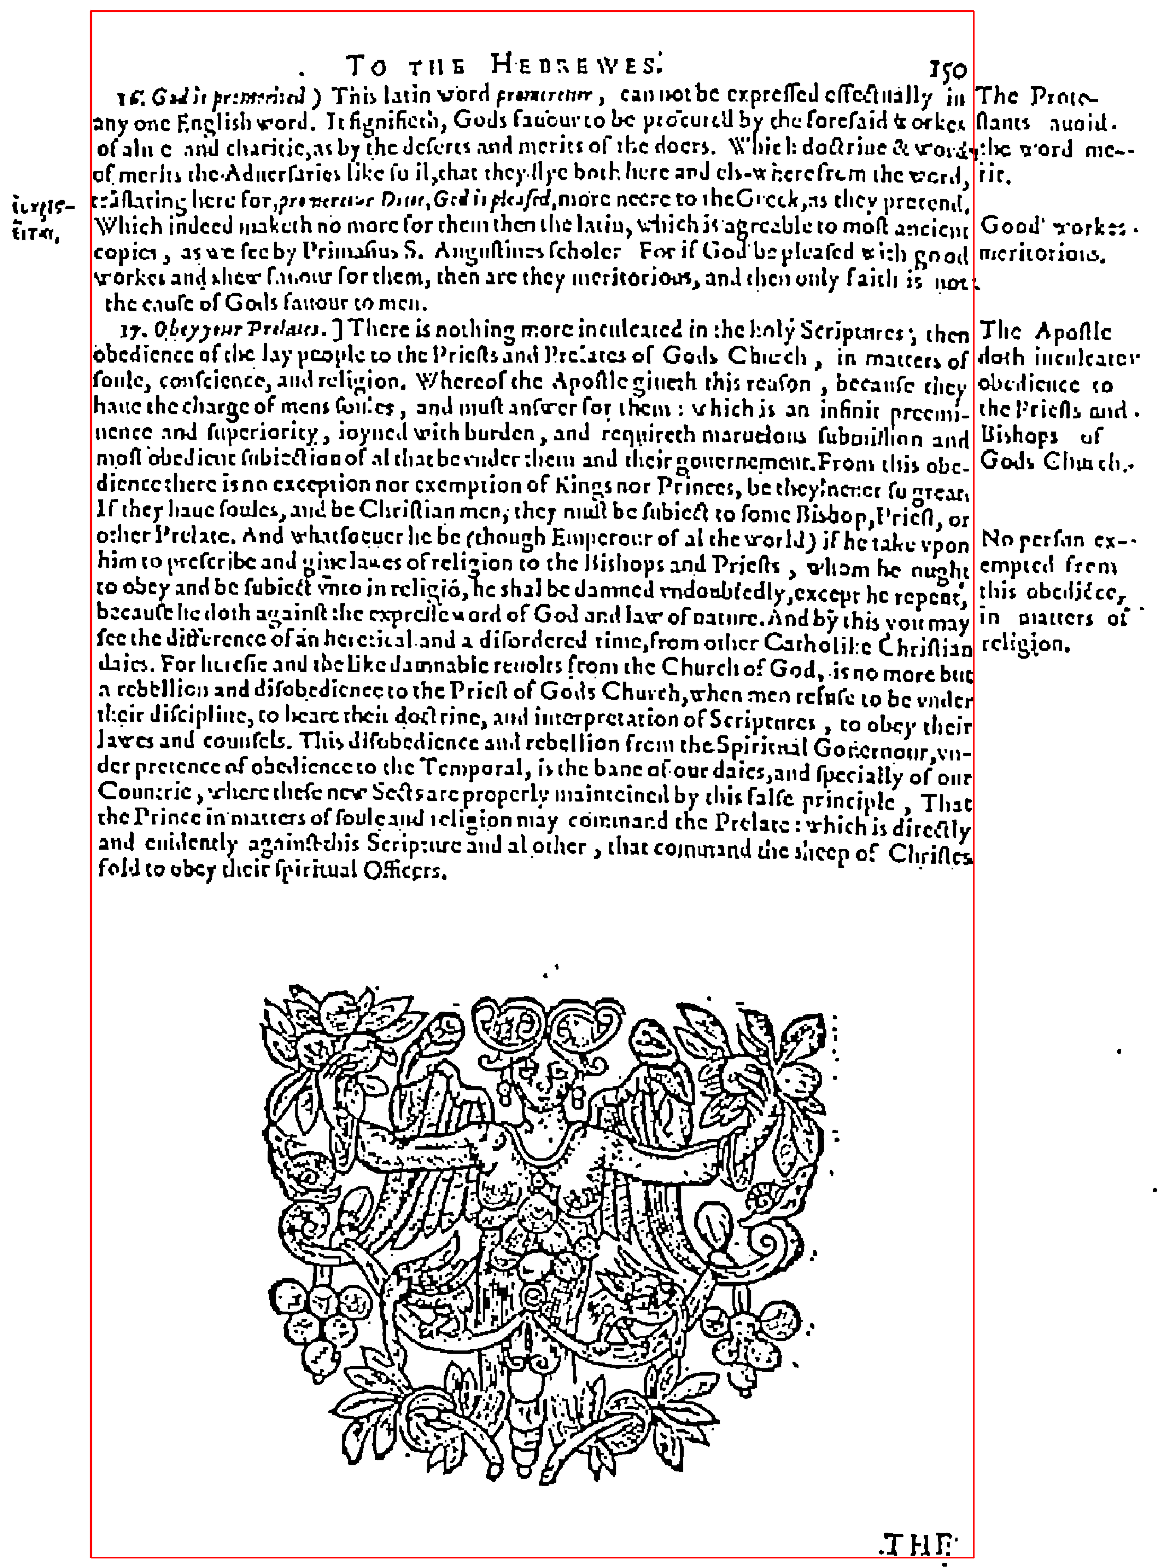 TO THE HEBREWES.
150
16. God is promerited) This latin word promeretur, can not be expressed effectually in
any one English word. It signifieth, Gods fauour to be procured by the foresaid workes
of almes and charitie, as by the deserts and merits of the doers. Which doctrine & word
of merits the Aduersaries like so il, that they flye both here and els-where from the word,
trãslating here for, promeretur Deus, God is pleased, more neere to the Greek, as they pretend.
Which indeed maketh no more for them then the latin, which is agreable to most ancient
copies, as we see by Primasius S. Augustines scholer For if God be pleased with good
workes and shew fauour for them, then are they meritorious, and then only faith is not
the cause of Gods fauour to men.
17. Obey your Prelates.] There is nothing more inculcated in the holy Scriptures, then
obedience of the lay people to the Priests and Prelates of Gods Church, in matters of
soule, conscience, and religion. Whereof the Apostle giueth this reason, because they
haue the charge of mens soules, and must answer for them: which is an infinit preemi-
nence and superiority, ioyned with burden, and requireth maruelous submission and
most obedient subiection of al that be vnder them and their gouernement. From this obe-
dience there is no exception nor exemption of Kings nor Princes, be they neuer so great.
If they haue soules, and be Christian men, they must be subiect to some Bishop, Priest, or
other Prelate. And whatsoeuer he be (though Emperour of al the world) if he take vpon
him to prescribe and giue lawes of religion to the Bishops and Priests, whom he ought
to obey and be subiect vnto in religiõ, he shal be damned vndoubtedly, except he repent,
because he doth against the expresse word of God and law of nature. And by this you may
see the difference of an heretical and a disordered time, from other Catholike Christian
daies. For heresie and the like damnable reuolts from the Church of God, is no more but
a rebellion and disobedience to the Priest of Gods Church, when men refuse to be vnder
their discipline, to heare their doctrine, and interpretation of Scriptures, to obey their
lawes and counsels. This disobedience and rebellion from the Spiritual Gouernour, vn-
der pretence of obedience to the Temporal, is the bane of our daies, and specially of our
Countrie, where these new Sects are properly mainteined by this false principle, That
the Prince in matters of soule and religion may command the Prelate: which is directly
and euidently against this Scripture and al other, that command the sheep of Christes
fold to obey their spiritual Officers.
The Prote-
stants auoid
the word me-
rit.
Good workes
meritorious.
The Apostle
doth inculcate
obedience to
the Priests and
Bishops of
Gods Church.
No person ex-
empted from
this obediẽce,
in matters of
religion.
THE